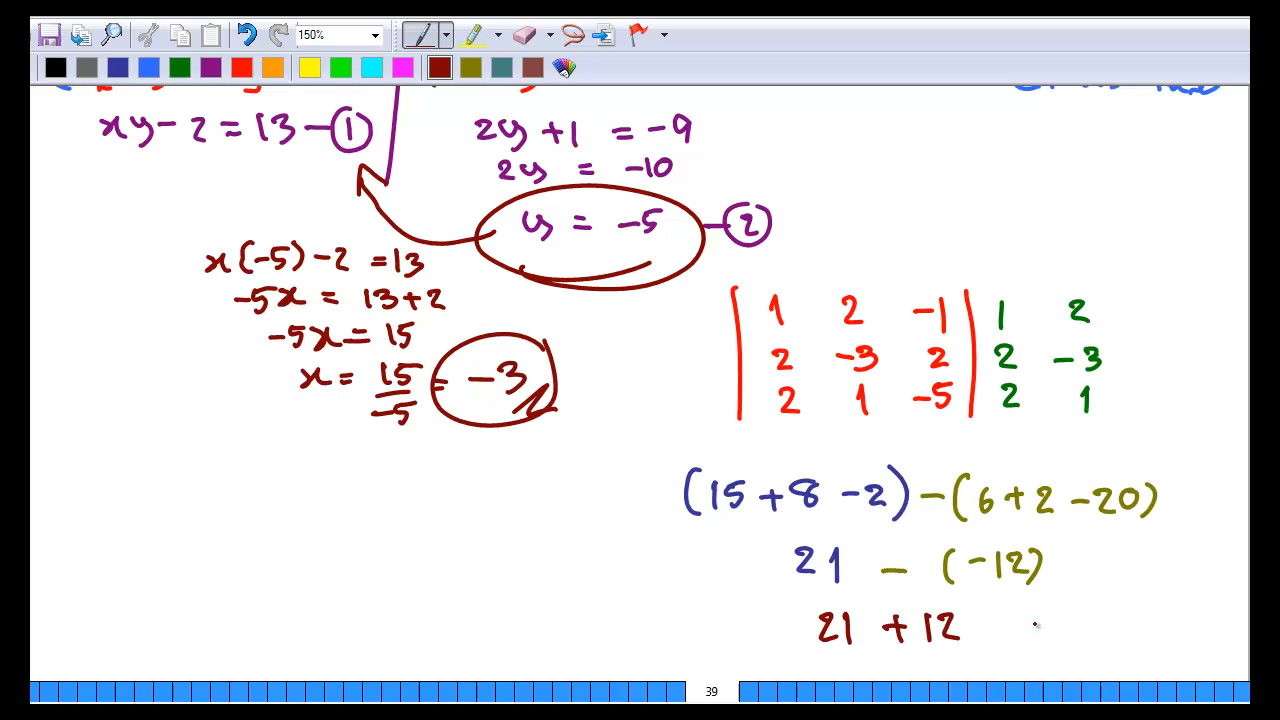 150%
xy - 2 = 13 - ①
2y + 1 = -9
2y = -10
y = -5 - ②
x(-5) - 2 = 13
-5x = 13 + 2
-5x = 15
x = 15/-5 = -3
| 1 2 -1 | 1 2
| 2 -3 2 | 2 -3
| 2 1 -5 | 2 1
(15 + 8 - 2) - (6 + 2 - 20)
21 - (-12)
21 + 12
39